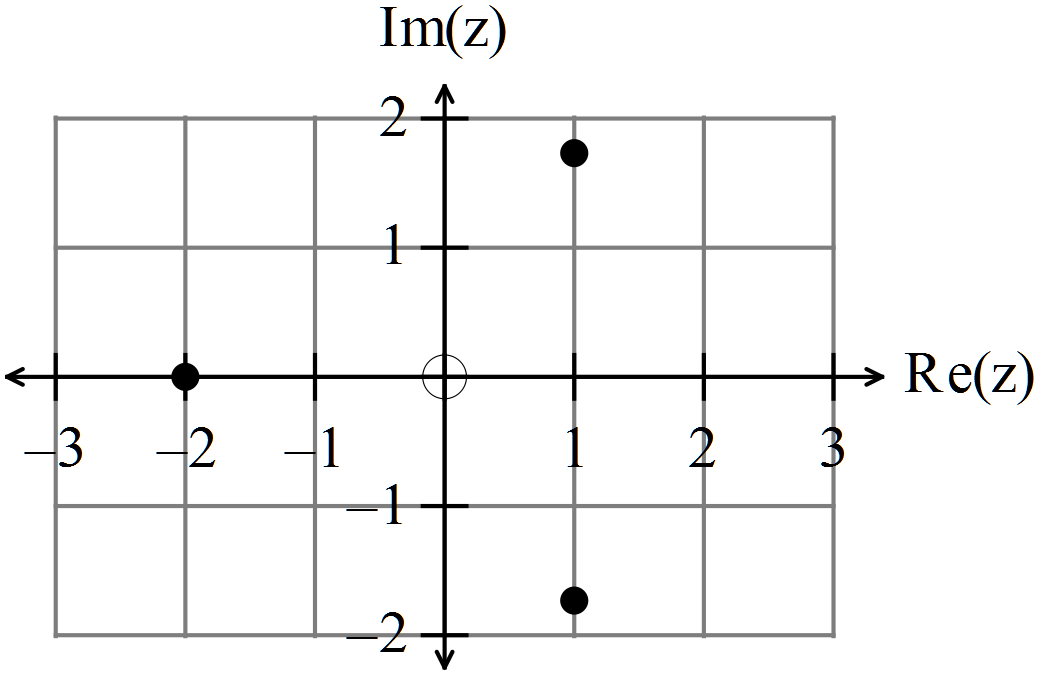 Im(z)
2
1
Re(z)
–3 –2 –1 1 2 3
–1
–2